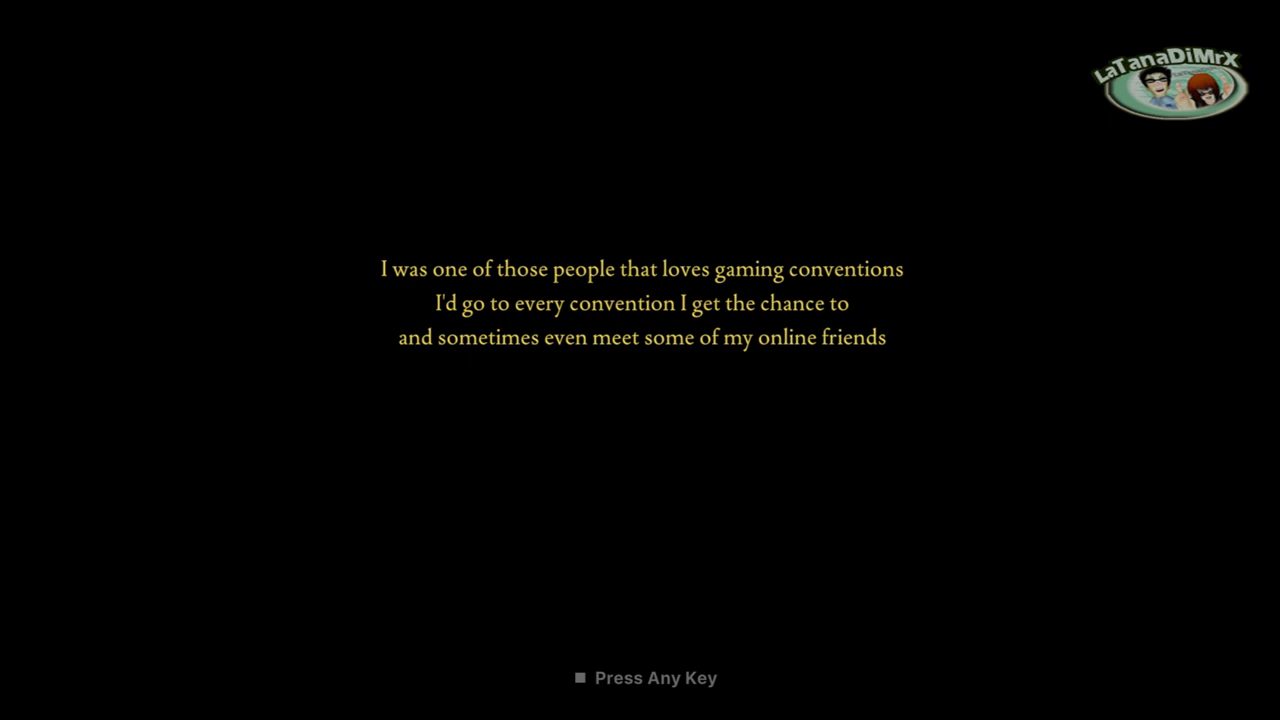 LaTanaDiMrX
I was one of those people that loves gaming conventions
I'd go to every convention I get the chance to
and sometimes even meet some of my online friends
Press Any Key